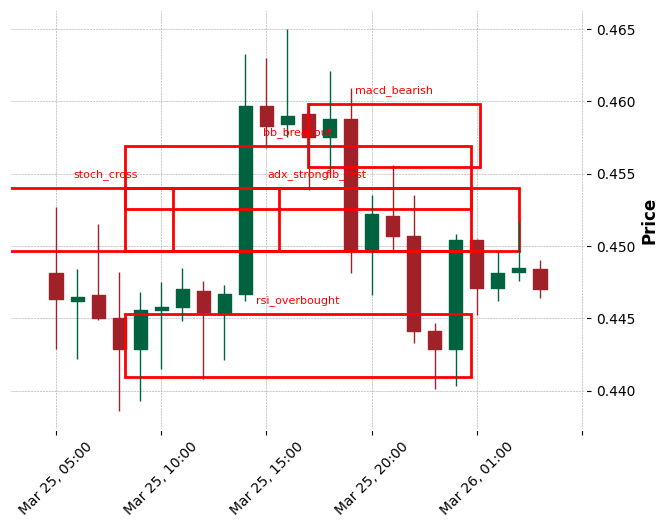 0.465
macd_bearish
0.460
bb_breakout
0.455
stoch_cross
adx_strong
Price
0.450
rsi_overbought
0.445
0.440
Mar 25, 05:00
Mar 25, 10:00
Mar 25, 15:00
Mar 25, 20:00
Mar 26, 01:00